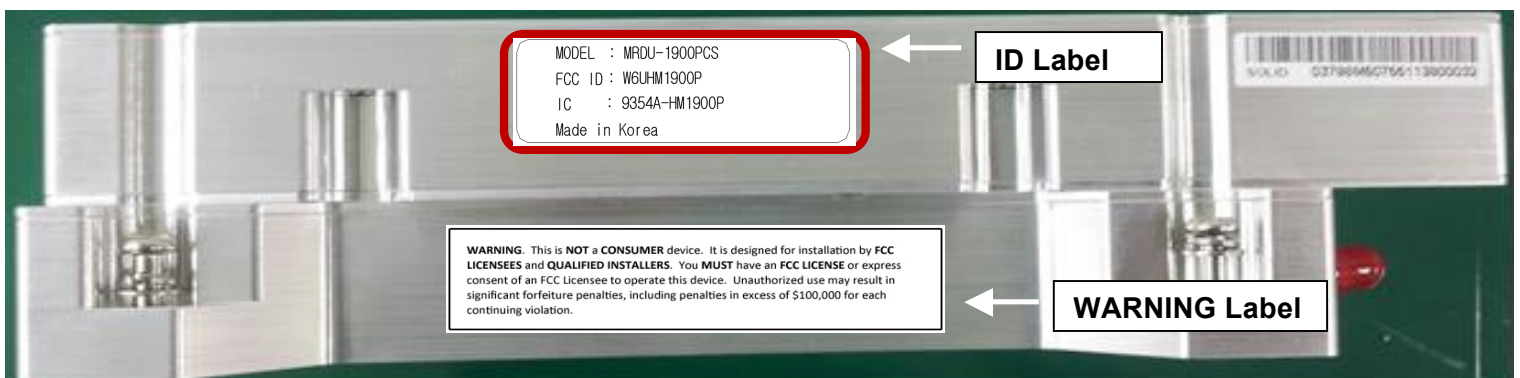 MODEL : MRDU-1900PCS
FCC ID : W6UHM1900P
IC : 9354A-HM1900P
Made in Korea
ID Label
SOLiD
WARNING. This is NOT a CONSUMER device. It is designed for installation by FCC
LICENSEES and QUALIFIED INSTALLERS. You MUST have an FCC LICENSE or express
consent of an FCC Licensee to operate this device. Unauthorized use may result in
significant forfeiture penalties, including penalties in excess of $100,000 for each
continuing violation.
WARNING Label